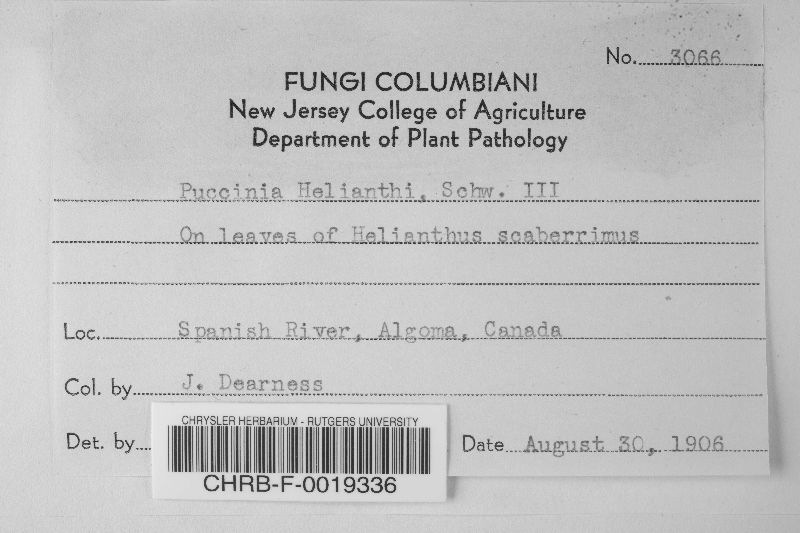 No. 3066
FUNGI COLUMBIANI
New Jersey College of Agriculture
Department of Plant Pathology
Puccinia Helianthi, Schw. III
On leaves of Helianthus scaberrimus
Loc. Spanish River, Algoma, Canada
Col. by J. Dearness
Det. by
Date August 30, 1906
CHRYSLER HERBARIUM - RUTGERS UNIVERSITY
CHRB-F-0019336